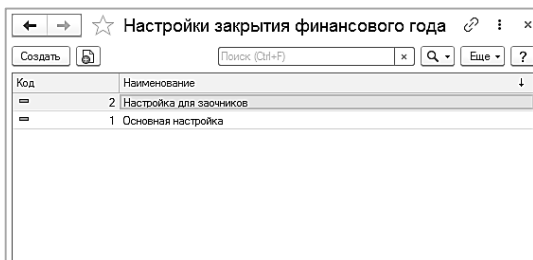 Настройки закрытия финансового года
Создать Поиск (Ctrl+F) × Еще ?
Код Наименование ↓
2 Настройка для заочников
1 Основная настройка